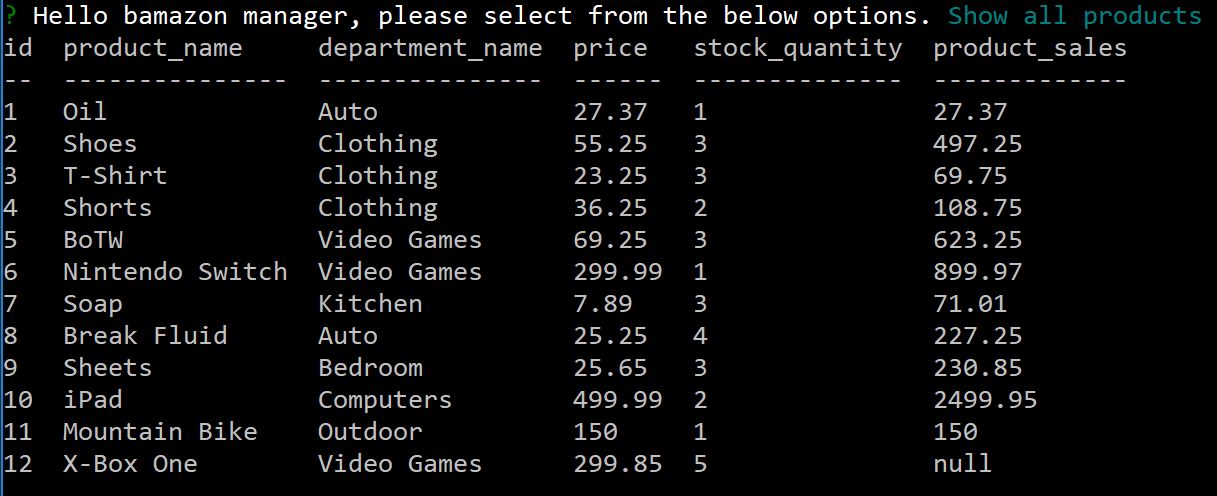 ? Hello bamazon manager, please select from the below options. Show all products
id  product_name     department_name  price   stock_quantity  product_sales
--  ---------------  ---------------  ------  --------------  -------------
1   Oil              Auto             27.37   1               27.37
2   Shoes            Clothing         55.25   3               497.25
3   T-Shirt          Clothing         23.25   3               69.75
4   Shorts           Clothing         36.25   2               108.75
5   BoTW             Video Games      69.25   3               623.25
6   Nintendo Switch  Video Games      299.99  1               899.97
7   Soap             Kitchen          7.89    3               71.01
8   Break Fluid      Auto             25.25   4               227.25
9   Sheets           Bedroom          25.65   3               230.85
10  iPad             Computers        499.99  2               2499.95
11  Mountain Bike    Outdoor          150     1               150
12  X-Box One        Video Games      299.85  5               null